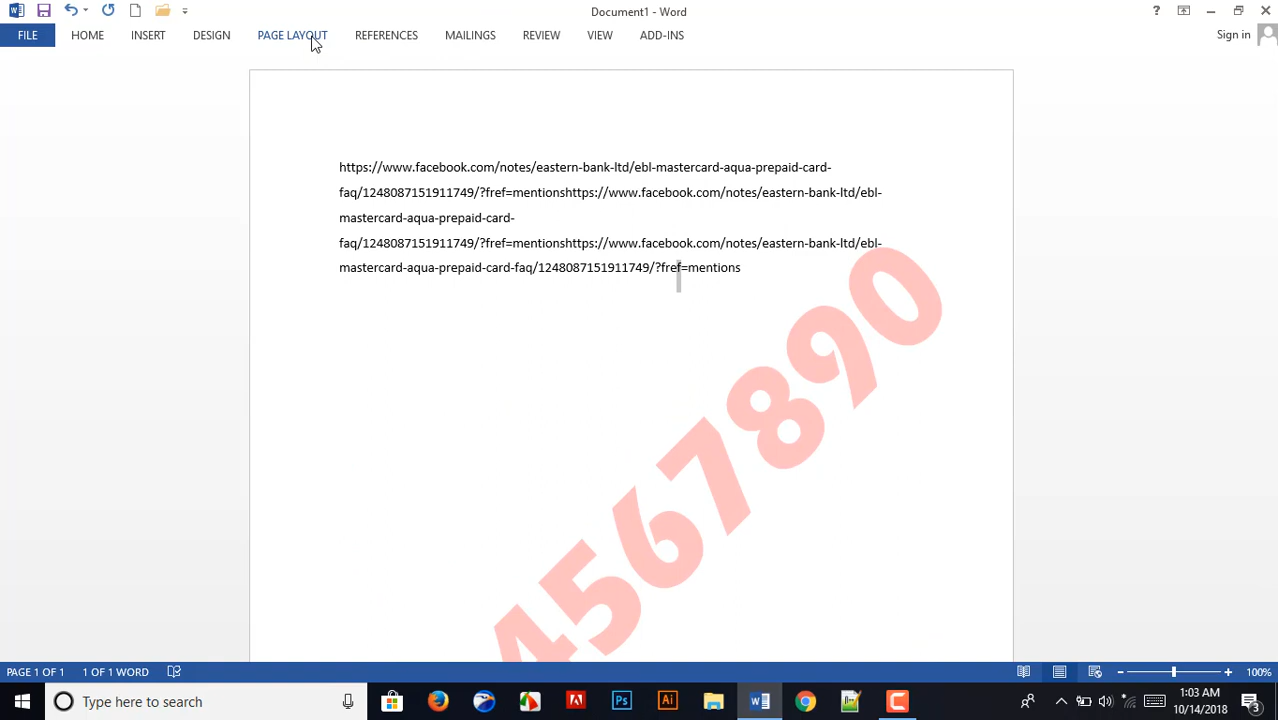 Document1 - Word
FILE HOME INSERT DESIGN PAGE LAYOUT REFERENCES MAILINGS REVIEW VIEW ADD-INS Sign in
https://www.facebook.com/notes/eastern-bank-ltd/ebl-mastercard-aqua-prepaid-card-
faq/1248087151911749/?fref=mentionshttps://www.facebook.com/notes/eastern-bank-ltd/ebl-
mastercard-aqua-prepaid-card-
faq/1248087151911749/?fref=mentionshttps://www.facebook.com/notes/eastern-bank-ltd/ebl-
mastercard-aqua-prepaid-card-faq/1248087151911749/?fref=mentions
4567890
PAGE 1 OF 1 1 OF 1 WORD 100%
Type here to search Ps Ai 1:03 AM
10/14/2018 3